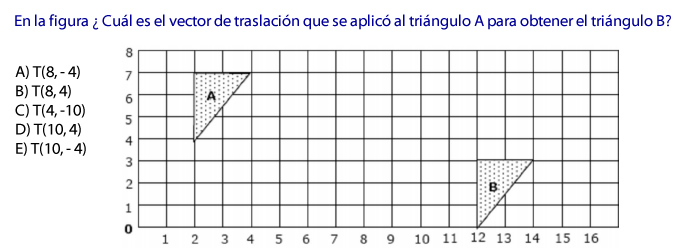 En la figura ¿ Cuál es el vector de traslación que se aplicó al triángulo A para obtener el triángulo B?
A) T(8, - 4)
B) T(8, 4)
C) T(4, -10)
D) T(10, 4)
E) T(10, - 4)
8
7
6
5
4
3
2
1
0
A
B
1 2 3 4 5 6 7 8 9 10 11 12 13 14 15 16